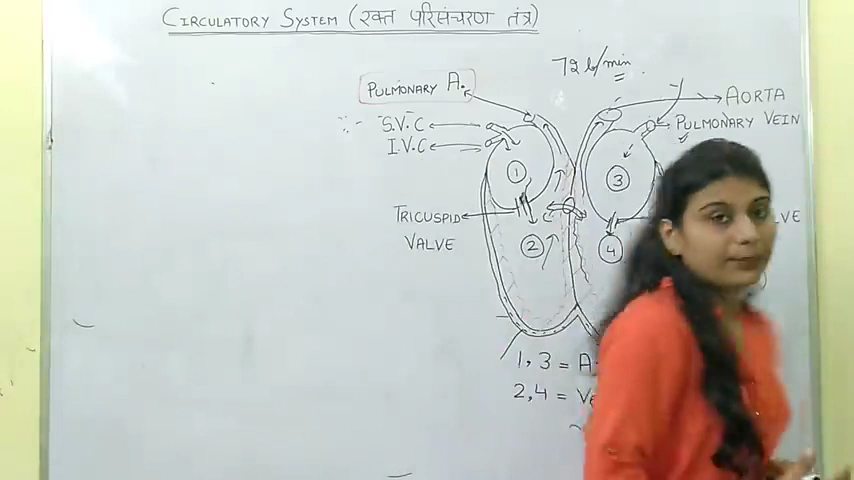 CIRCULATORY SYSTEM (रक्त परिसंचरण तंत्र)
72 b/min.
PULMONARY A.
AORTA
S.V.C
PULMONARY VEIN
I.V.C
1
3
TRICUSPID
VALVE
2
4
LVE
1,3 = A
2,4 = Ve